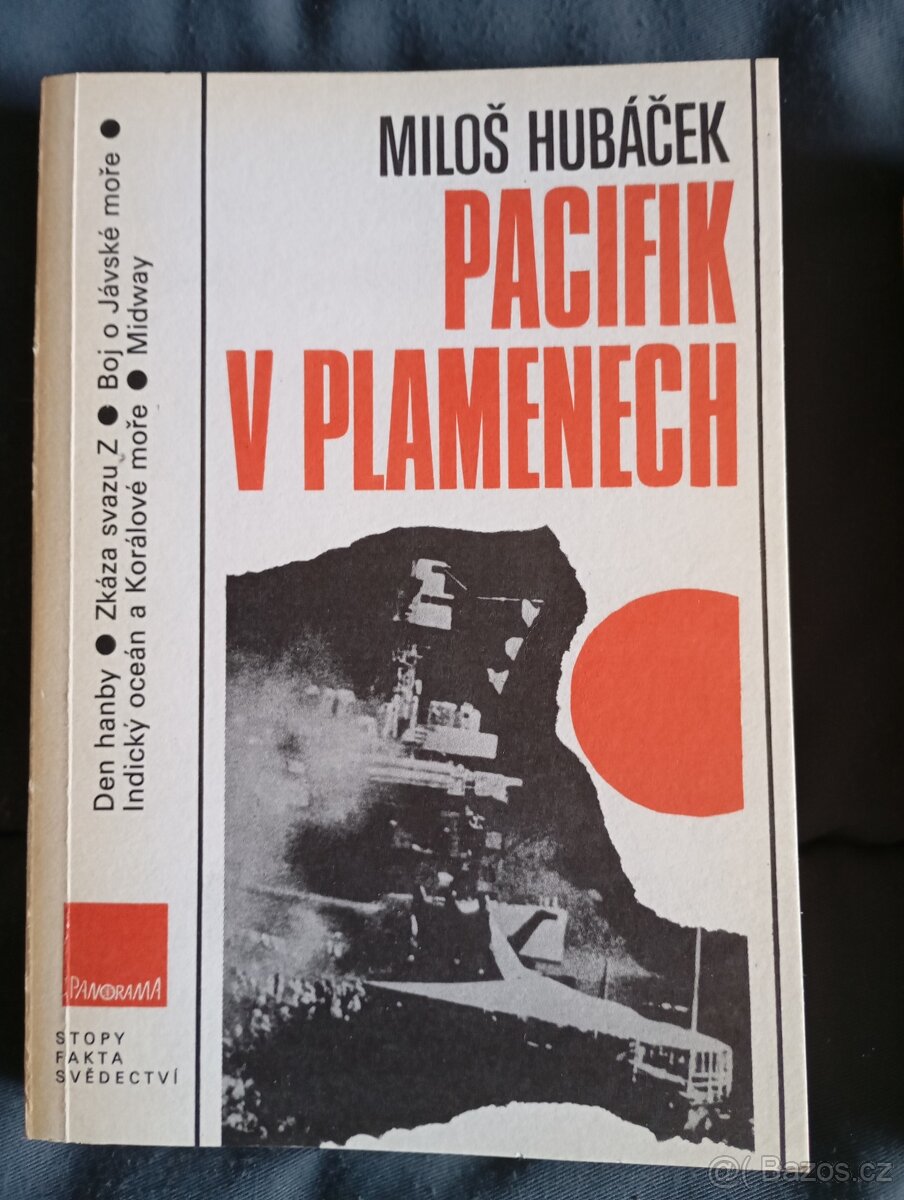 MILOŠ HUBÁČEK
PACIFIK
V PLAMENECH
Den hanby ● Zkáza svazu Z ● Boj o Jávské moře ●
Indický oceán a Korálové moře ● Midway
PANORAMA
STOPY
FAKTA
SVĚDECTVÍ
@ Bazos.cz